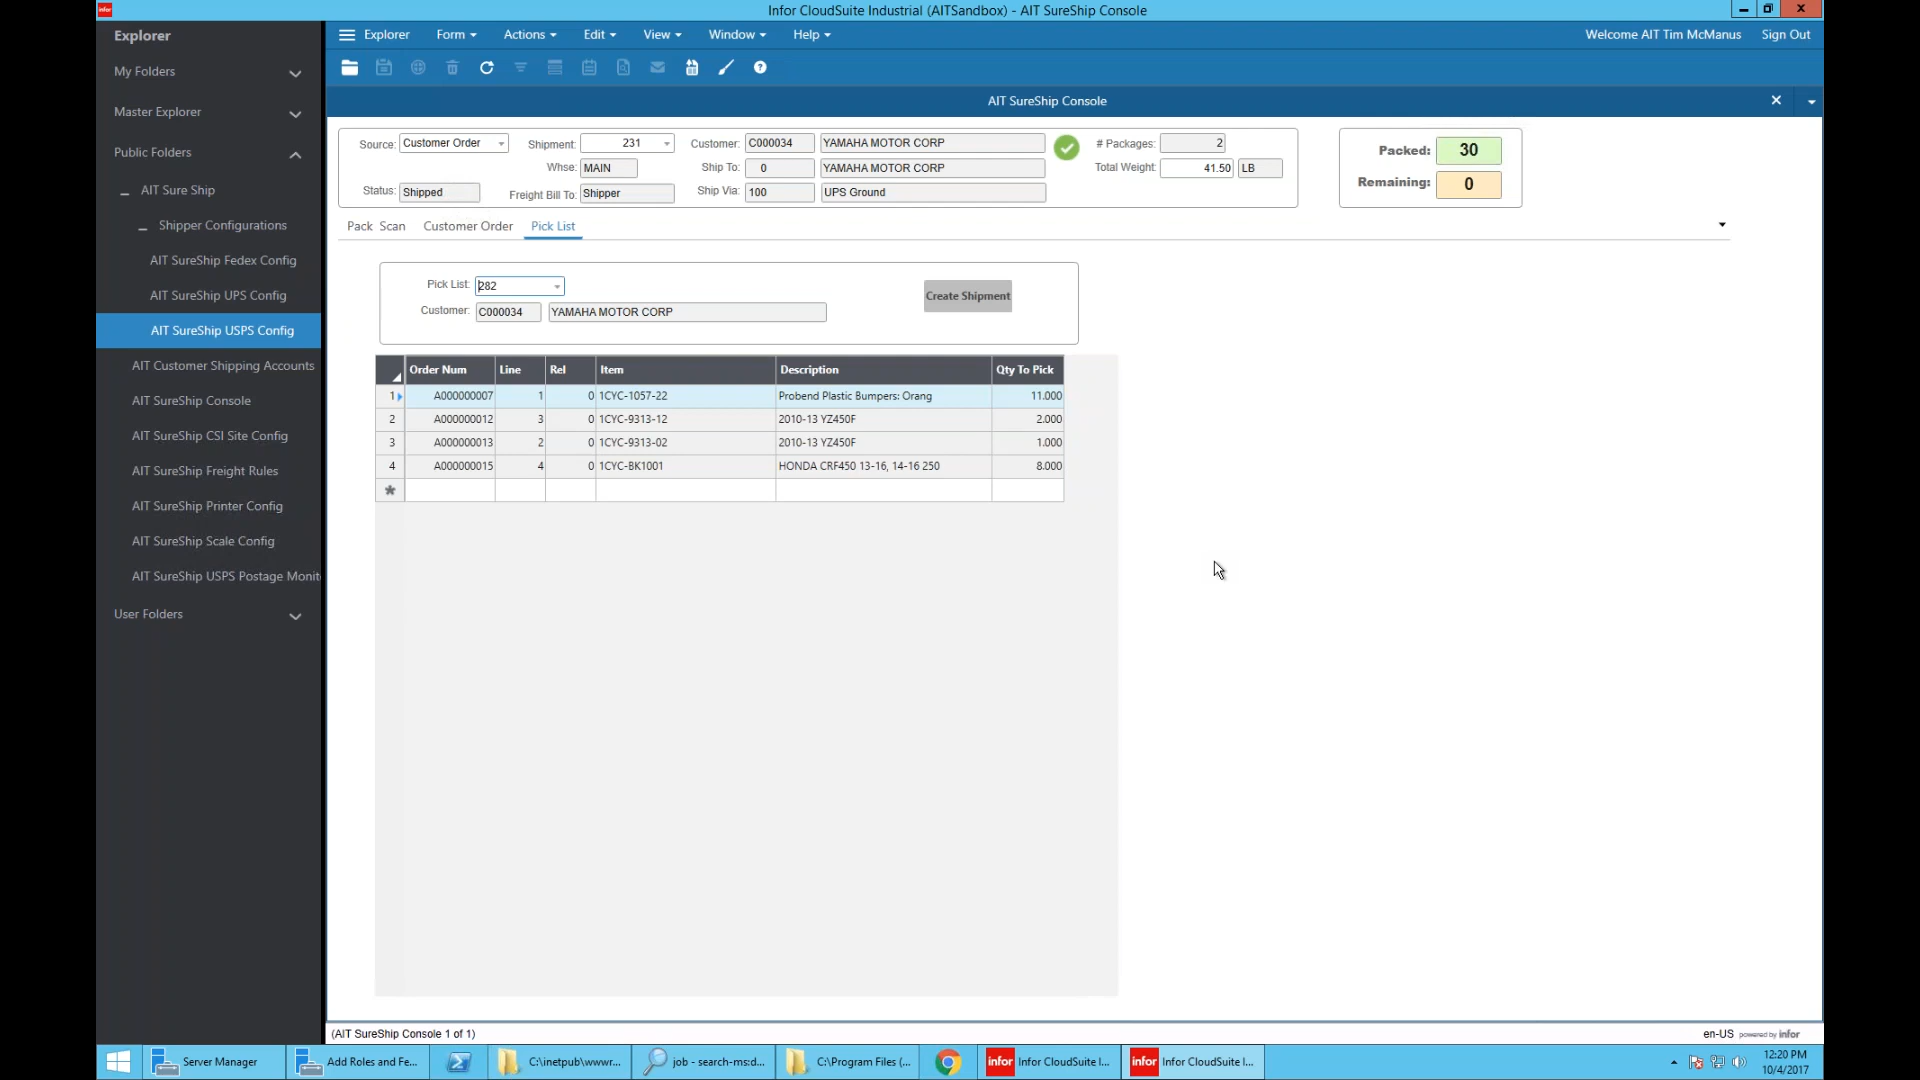 infor
Infor CloudSuite Industrial (AITSandbox) - AIT SureShip Console
Explorer
My Folders
Master Explorer
Public Folders
AIT Sure Ship
Shipper Configurations
AIT SureShip Fedex Config
AIT SureShip UPS Config
AIT SureShip USPS Config
AIT Customer Shipping Accounts
AIT SureShip Console
AIT SureShip CSI Site Config
AIT SureShip Freight Rules
AIT SureShip Printer Config
AIT SureShip Scale Config
AIT SureShip USPS Postage Monit
User Folders
Explorer Form Actions Edit View Window Help Welcome AIT Tim McManus Sign Out
AIT SureShip Console
Source: Customer Order Shipment: 231 Customer: C000034 YAMAHA MOTOR CORP # Packages: 2
Whse: MAIN Ship To: 0 YAMAHA MOTOR CORP Total Weight: 41.50 LB
Status: Shipped Freight Bill To: Shipper Ship Via: 100 UPS Ground
Packed: 30
Remaining: 0
Pack Scan Customer Order Pick List
Pick List: 282
Customer: C000034 YAMAHA MOTOR CORP
Create Shipment
Order Num Line Rel Item Description Qty To Pick
1 A000000007 1 0 1CYC-1057-22 Probend Plastic Bumpers: Orang 11.000
2 A000000012 3 0 1CYC-9313-12 2010-13 YZ450F 2.000
3 A000000013 2 0 1CYC-9313-02 2010-13 YZ450F 1.000
4 A000000015 4 0 1CYC-BK1001 HONDA CRF450 13-16, 14-16 250 8.000
(AIT SureShip Console 1 of 1) en-US powered by infor
Server Manager Add Roles and Fe... C:\inetpub\wwwr... job - search-ms:d... C:\Program Files (... infor Infor CloudSuite I... infor Infor CloudSuite I... 12:20 PM
10/4/2017